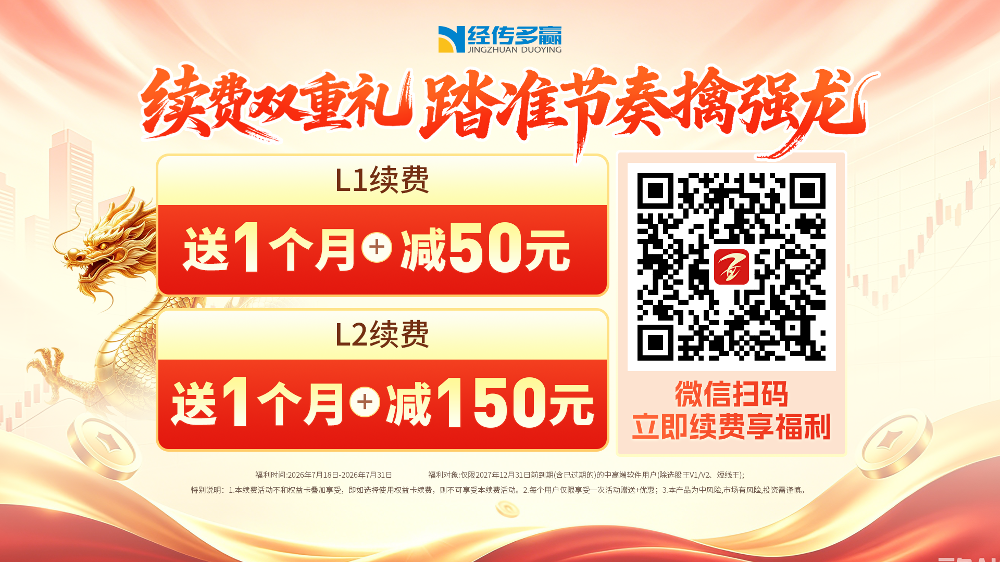 经传多赢
JINGZHUAN DUOYING
续费双重礼 踏准节奏擒强龙
L1续费
送1个月+减50元
L2续费
送1个月+减150元
微信扫码
立即续费享福利
福利时间:2026年7月18日-2026年7月31日 福利对象:仅限2027年12月31日前到期(含已过期的)的中高端软件用户(除选股王V1/V2、短线王);
特别说明：1.本续费活动不和权益卡叠加享受，即如选择使用权益卡续费，则不可享受本续费活动。2.每个用户仅限享受一次活动赠送+优惠；3.本产品为中风险,市场有风险,投资需谨慎。